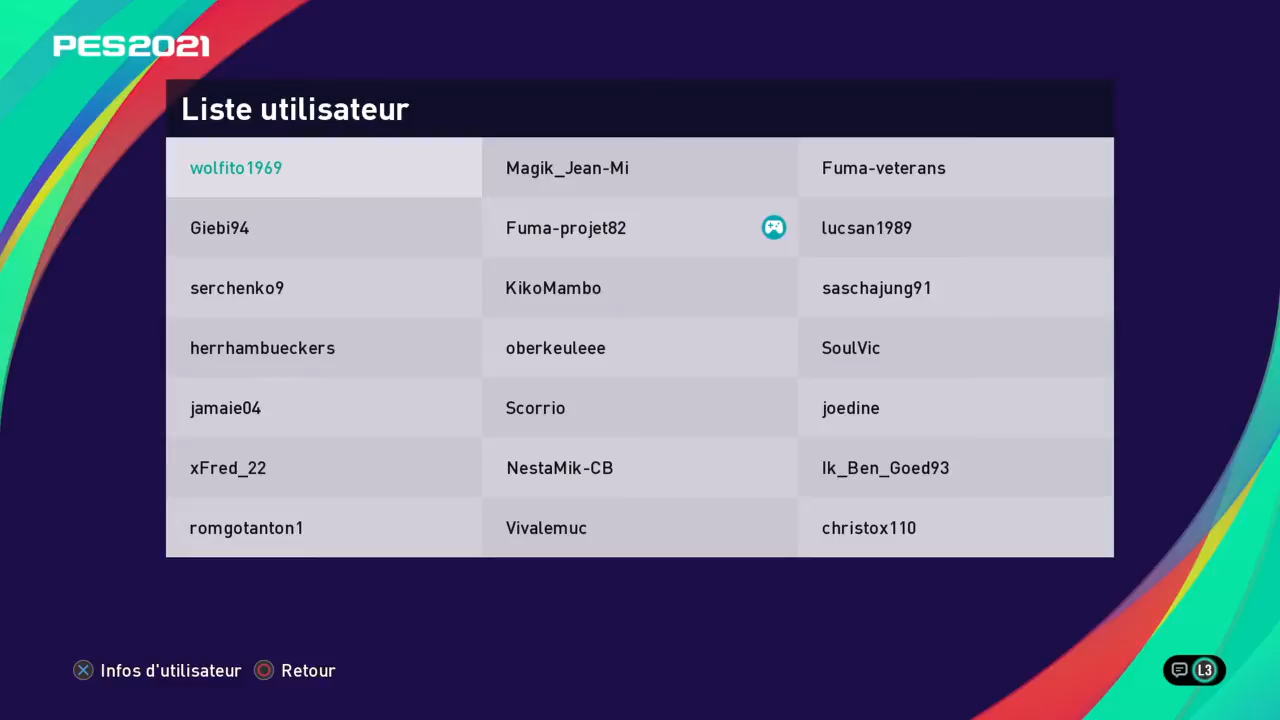 PES2021
Liste utilisateur
wolfito1969 Magik_Jean-Mi Fuma-veterans
Giebi94 Fuma-projet82 lucsan1989
serchenko9 KikoMambo saschajung91
herrhambueckers oberkeuleee SoulVic
jamaie04 Scorrio joedine
xFred_22 NestaMik-CB Ik_Ben_Goed93
romgotanton1 Vivalemuc christox110
Infos d'utilisateur Retour L3